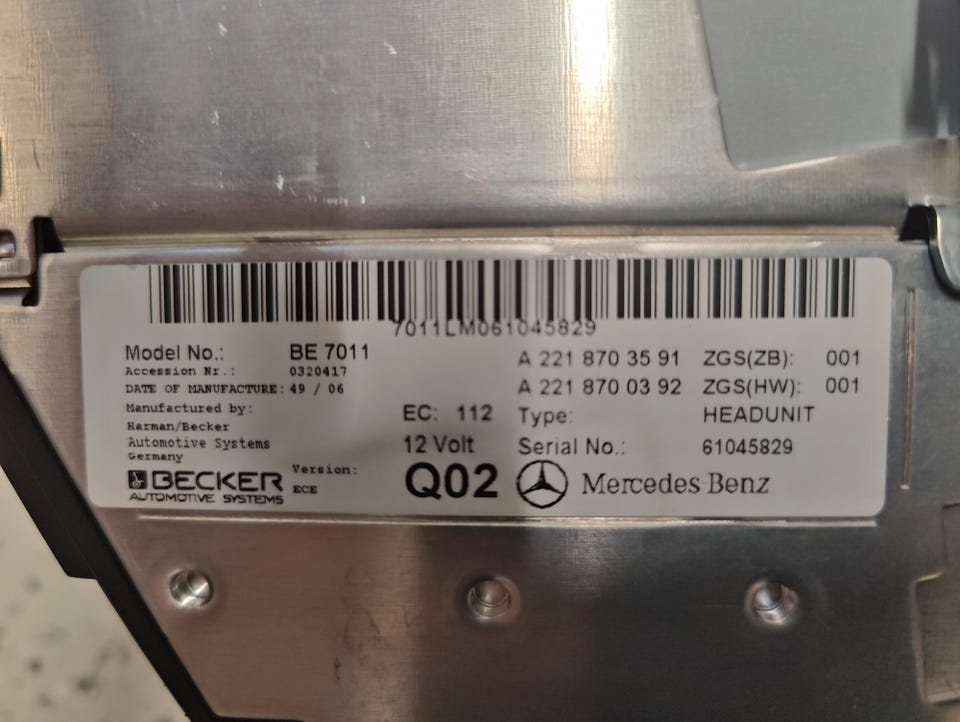 7011LM061045829
Model No.: BE 7011
Accession Nr.: 0320417
DATE OF MANUFACTURE: 49 / 06
Manufactured by:
Harman/Becker
Automotive Systems
Germany
BECKER
AUTOMOTIVE SYSTEMS
Version:
ECE
A 221 870 35 91 ZGS(ZB): 001
A 221 870 03 92 ZGS(HW): 001
EC: 112 Type: HEADUNIT
12 Volt Serial No.: 61045829
Q02 Mercedes-Benz